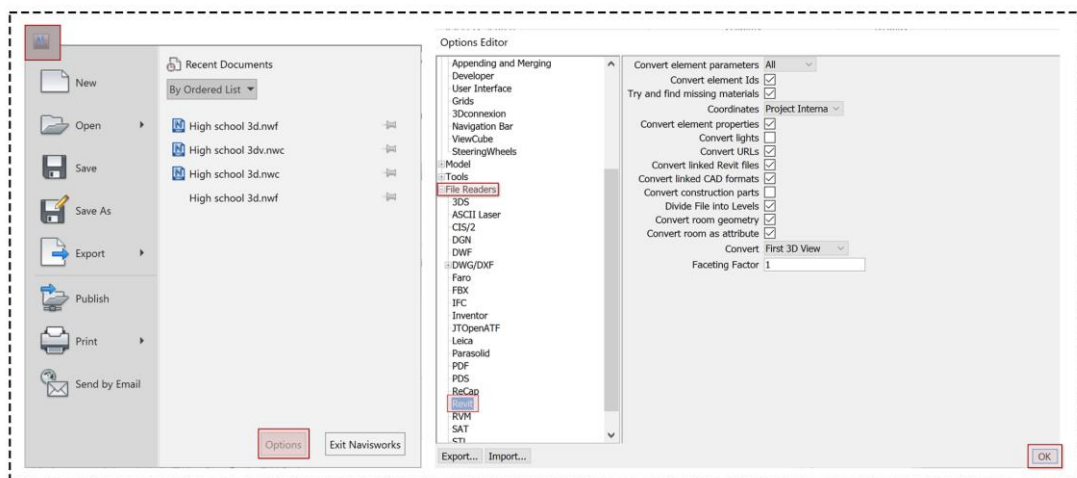 Recent Documents
New
By Ordered List
Open
High school 3d.nwf
High school 3dv.nwc
Save
High school 3d.nwc
High school 3d.nwf
Save As
Export
Publish
Print
Send by Email
Options
Exit Navisworks
Options Editor
Appending and Merging
Developer
User Interface
Grids
3Dconnexion
Navigation Bar
ViewCube
SteeringWheels
Model
Tools
File Readers
3DS
ASCII Laser
CIS/2
DGN
DWF
DWG/DXF
Faro
FBX
IFC
Inventor
JTOpenATF
Leica
Parasolid
PDF
PDS
ReCap
Revit
RVM
SAT
STL
Convert element parameters All
Convert element Ids
Try and find missing materials
Coordinates Project Interna
Convert element properties
Convert lights
Convert URLs
Convert linked Revit files
Convert linked CAD formats
Convert construction parts
Divide File into Levels
Convert room geometry
Convert room as attribute
Convert First 3D View
Faceting Factor 1
Export... Import...
OK